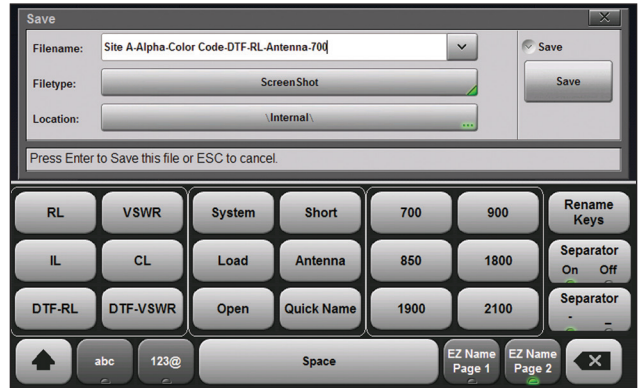 Save
Filename: Site A-Alpha-Color Code-DTF-RL-Antenna-700
Save
Filetype: ScreenShot
Save
Location: \Internal\
Press Enter to Save this file or ESC to cancel.
RL VSWR System Short 700 900 Rename Keys
IL CL Load Antenna 850 1800 Separator On Off
DTF-RL DTF-VSWR Open Quick Name 1900 2100 Separator - _
abc 123@ Space EZ Name Page 1 EZ Name Page 2